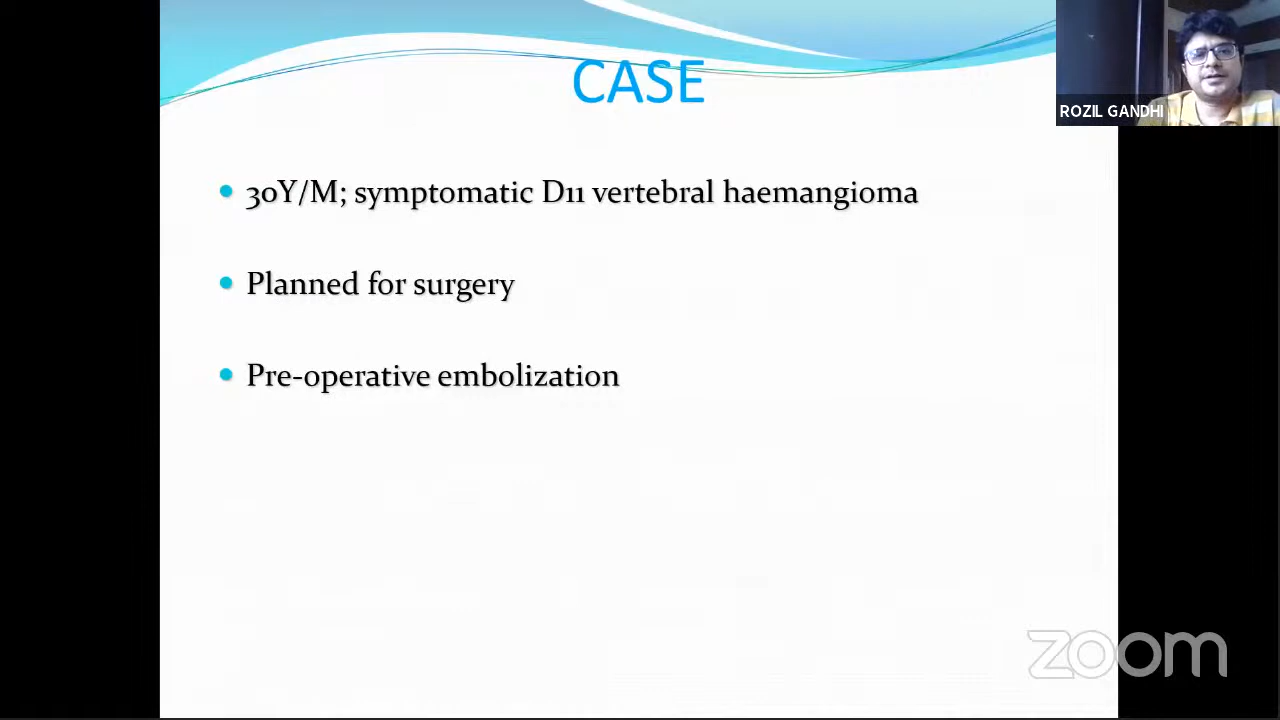 CASE
ROZIL GANDHI
30Y/M; symptomatic D11 vertebral haemangioma
Planned for surgery
Pre-operative embolization
zoom